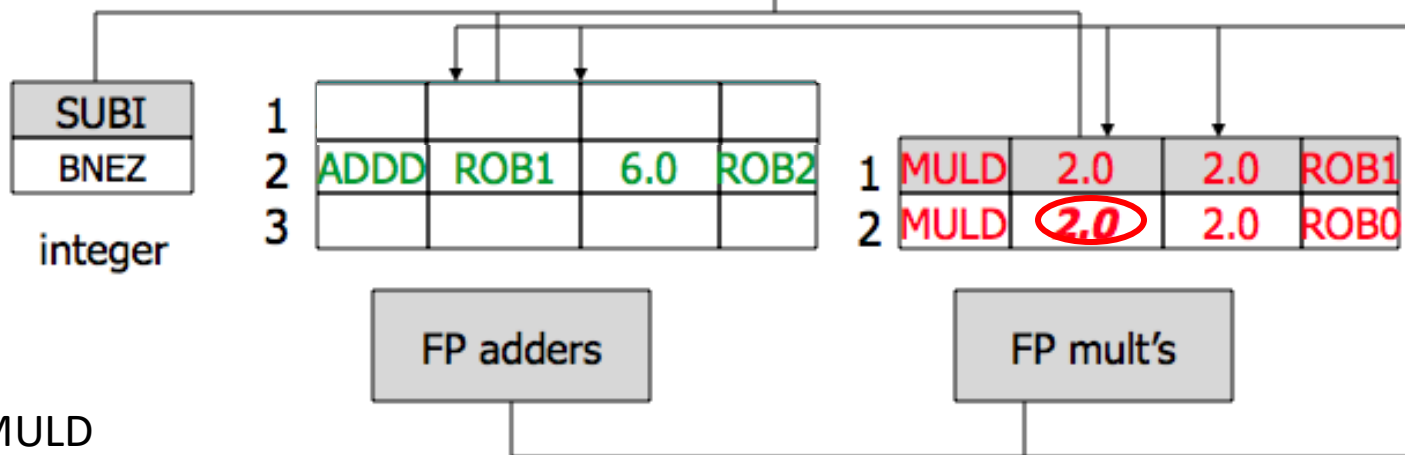 SUBI
BNEZ
integer
1
2 ADDD ROB1 6.0 ROB2
3
FP adders
1 MULD 2.0 2.0 ROB1
2 MULD 2.0 2.0 ROB0
FP mult's
MULD